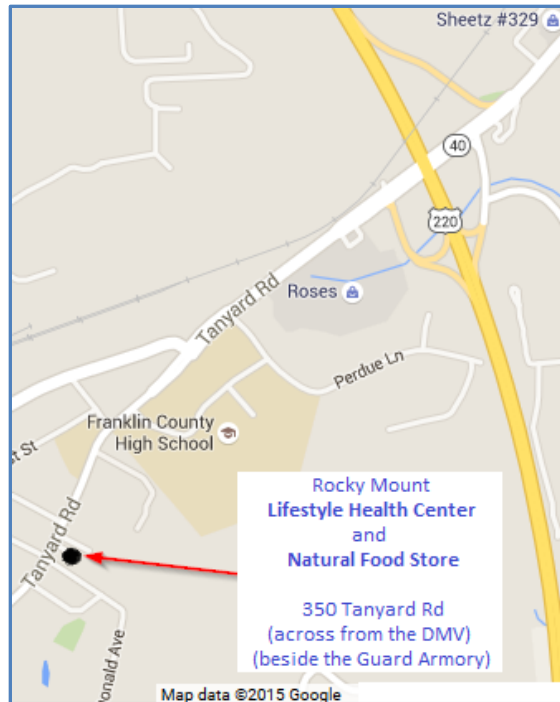 Sheetz #329
40
220
Roses
Tanyard Rd
Perdue Ln
Franklin County
High School
st St
Rocky Mount
Lifestyle Health Center
and
Natural Food Store
350 Tanyard Rd
(across from the DMV)
(beside the Guard Armory)
Tanyard Rd
Donald Ave
Map data ©2015 Google